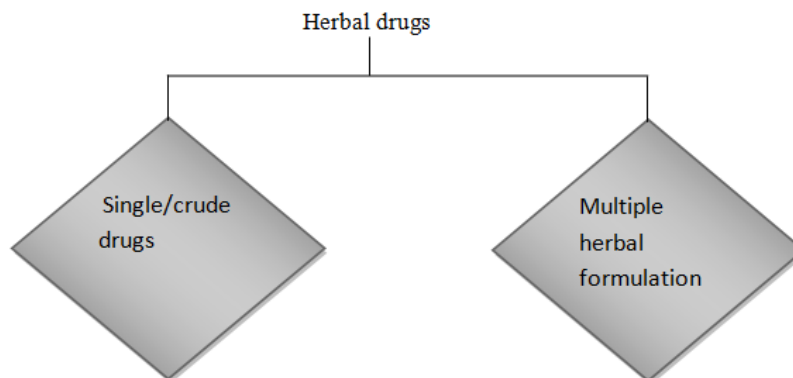 Herbal drugs
Single/crude
drugs
Multiple
herbal
formulation